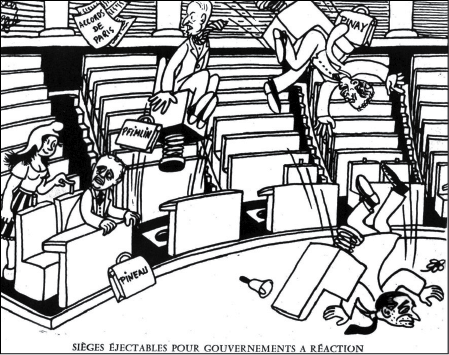 ACCORDS
DE
PARIS
PINAY
PFIMLIN
PINEAU
SIÈGES ÉJECTABLES POUR GOUVERNEMENTS A RÉACTION